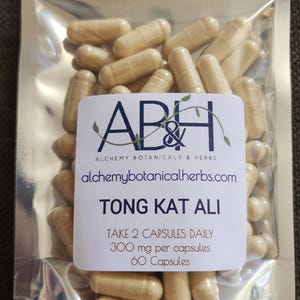 AB&H
ALCHEMY BOTANICALS & HERBS
alchemybotanicalherbs.com
TONG KAT ALI
TAKE 2 CAPSULES DAILY
300 mg per capsules
60 Capsules